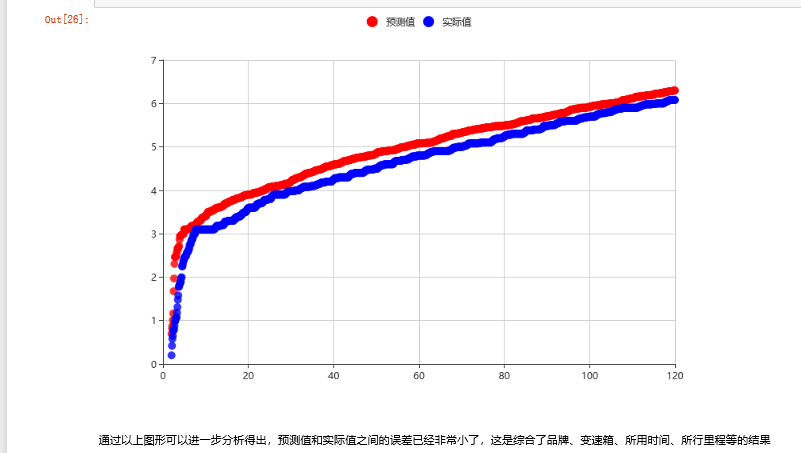 Out[26]:
预测值 实际值
7
6
5
4
3
2
1
0
0 20 40 60 80 100 120
通过以上图形可以进一步分析得出，预测值和实际值之间的误差已经非常小了，这是综合了品牌、变速箱、所用时间、所行里程等的结果